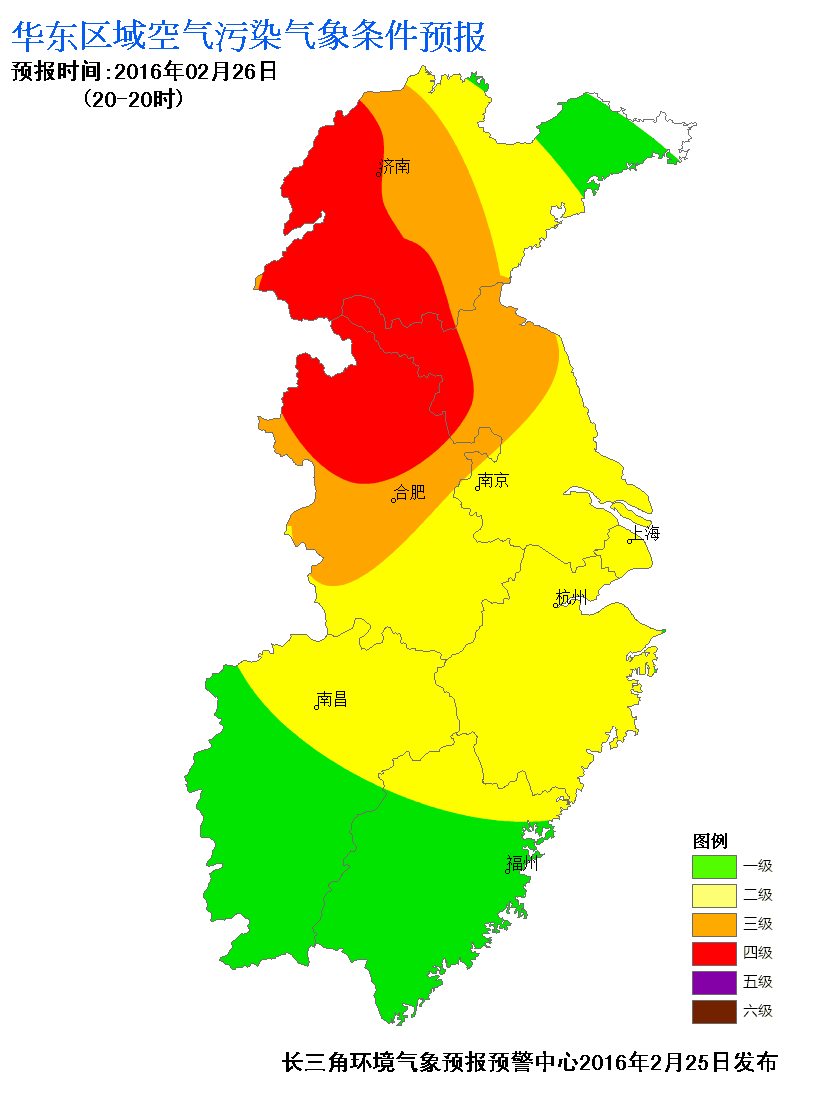 华东区域空气污染气象条件预报
预报时间:2016年02月26日
(20-20时)
济南
合肥
南京
上海
杭州
南昌
福州
图例
一级
二级
三级
四级
五级
六级
长三角环境气象预报预警中心2016年2月25日发布